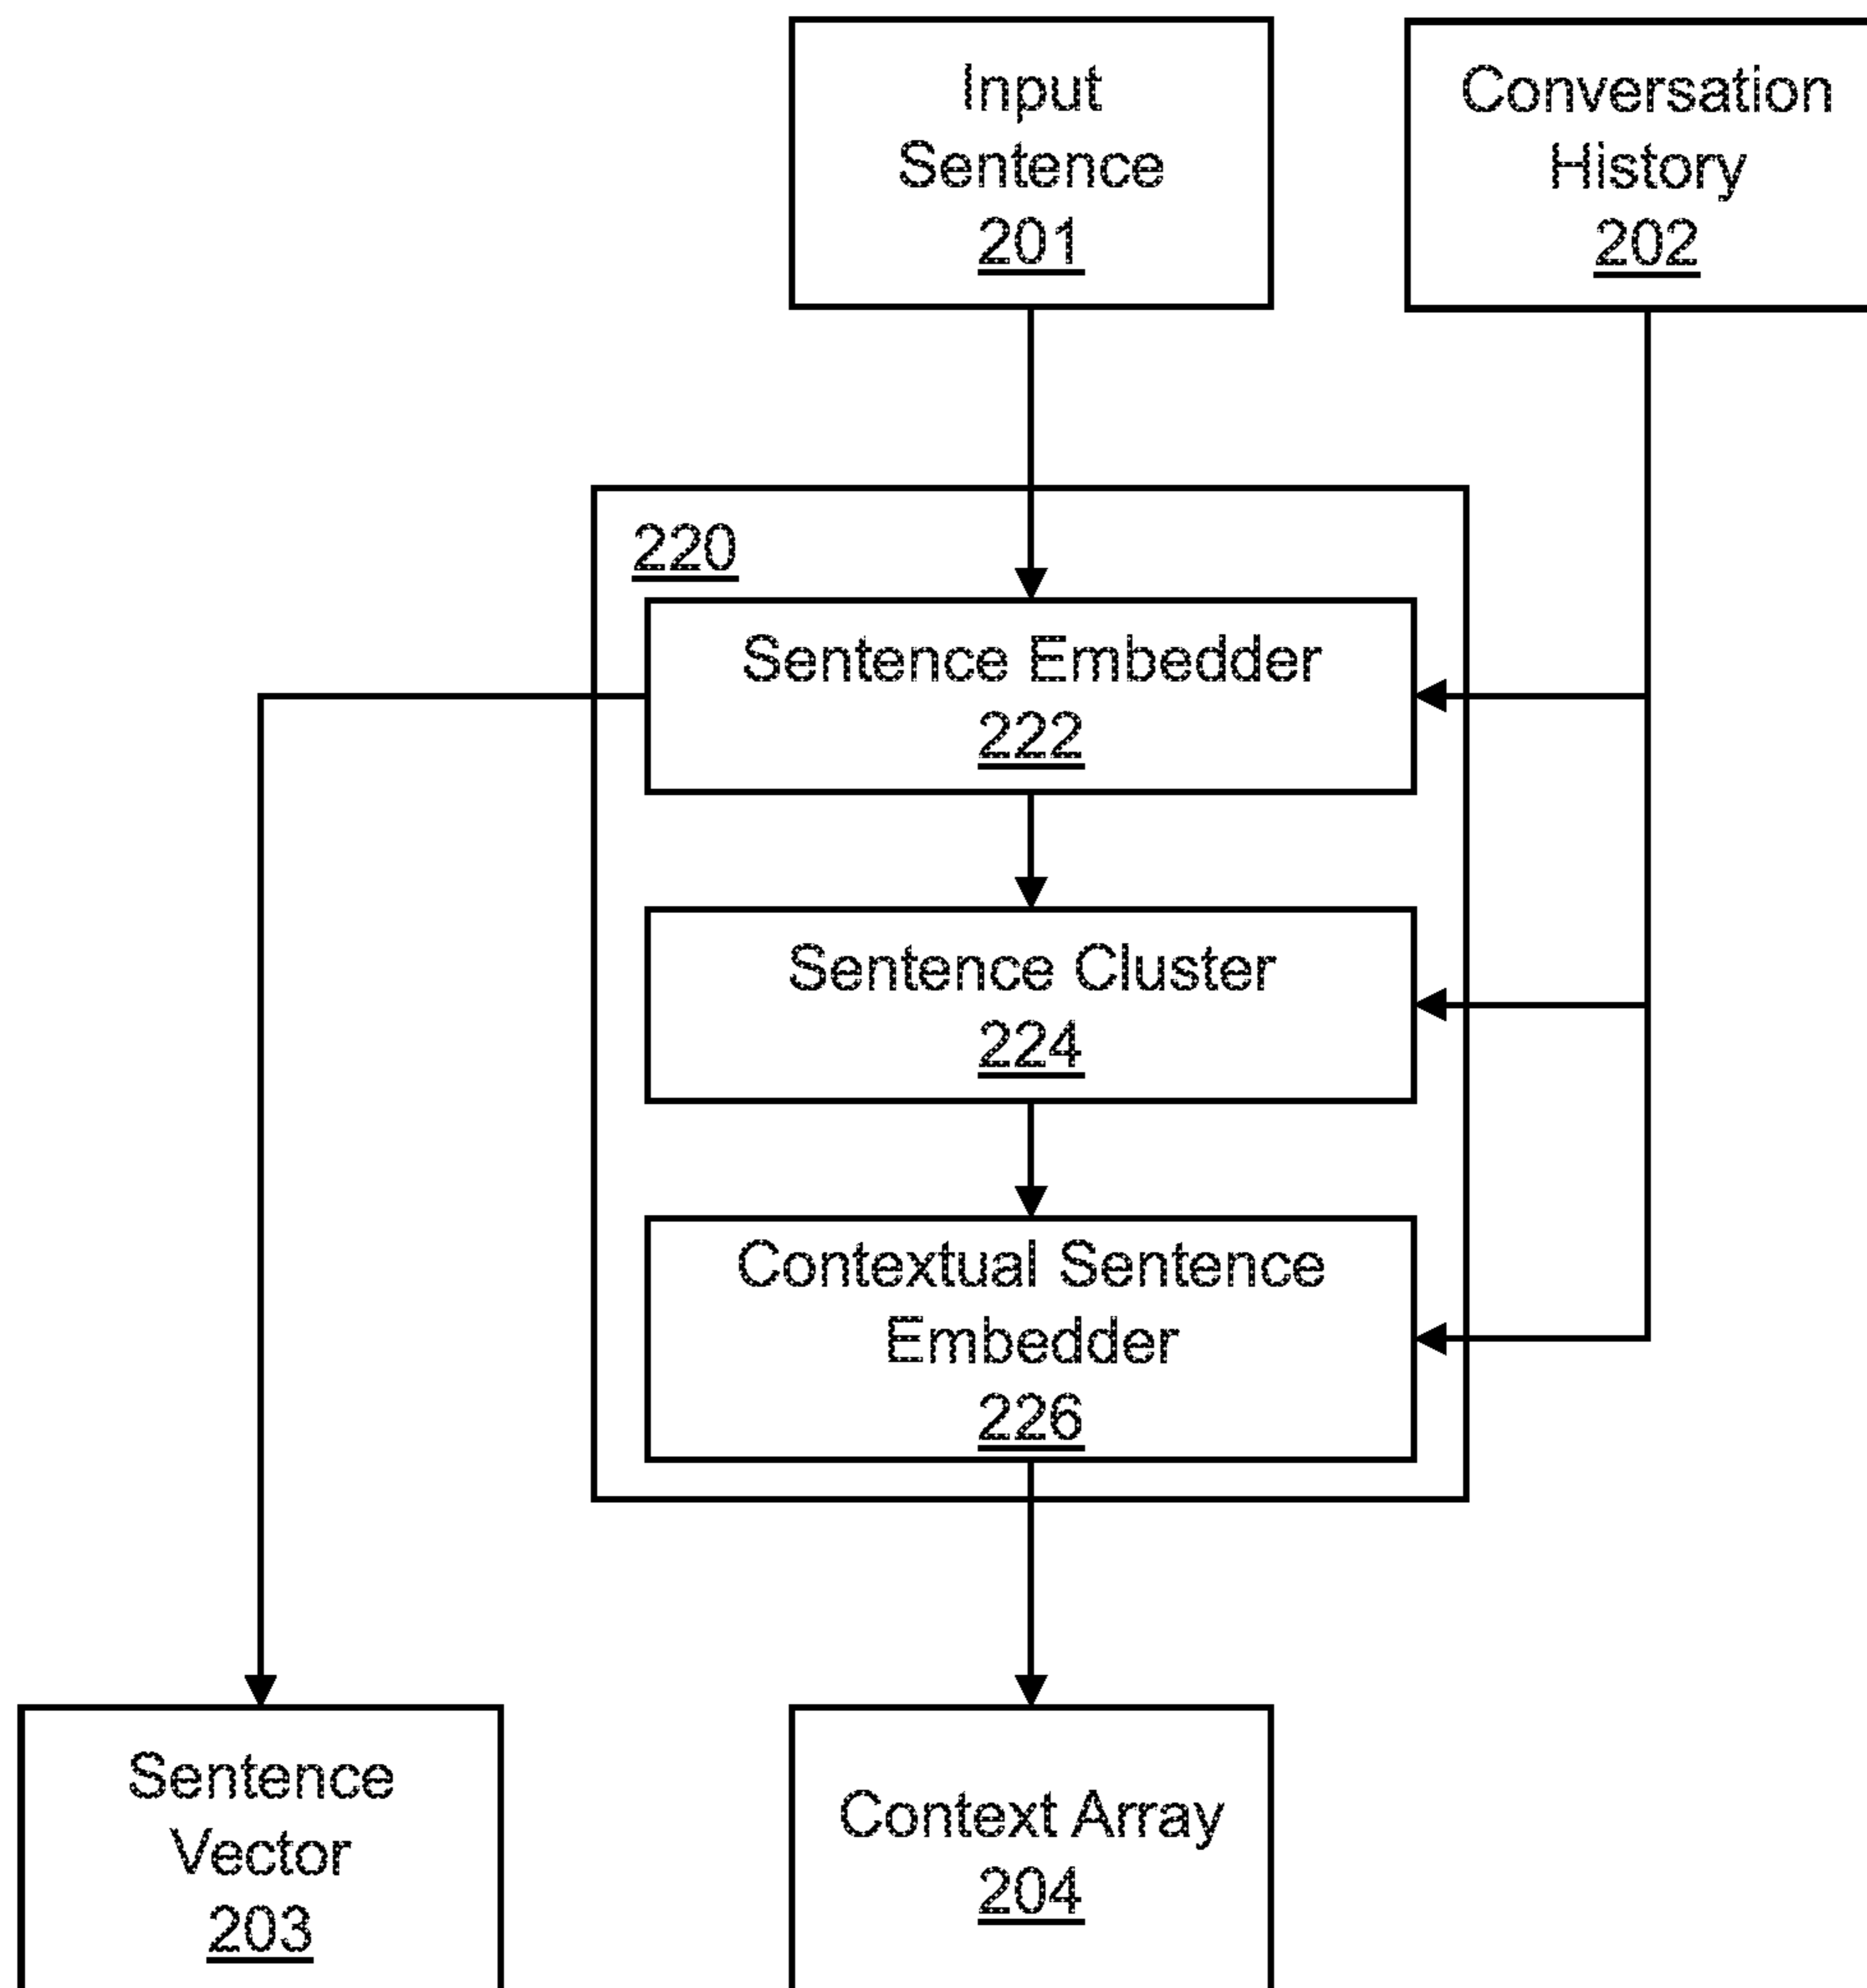 Input
Sentence
201
Conversation
History
202
220
Sentence Embedder
222
Sentence Cluster
224
Contextual Sentence
Embedder
226
Sentence
Vector
203
Context Array
204